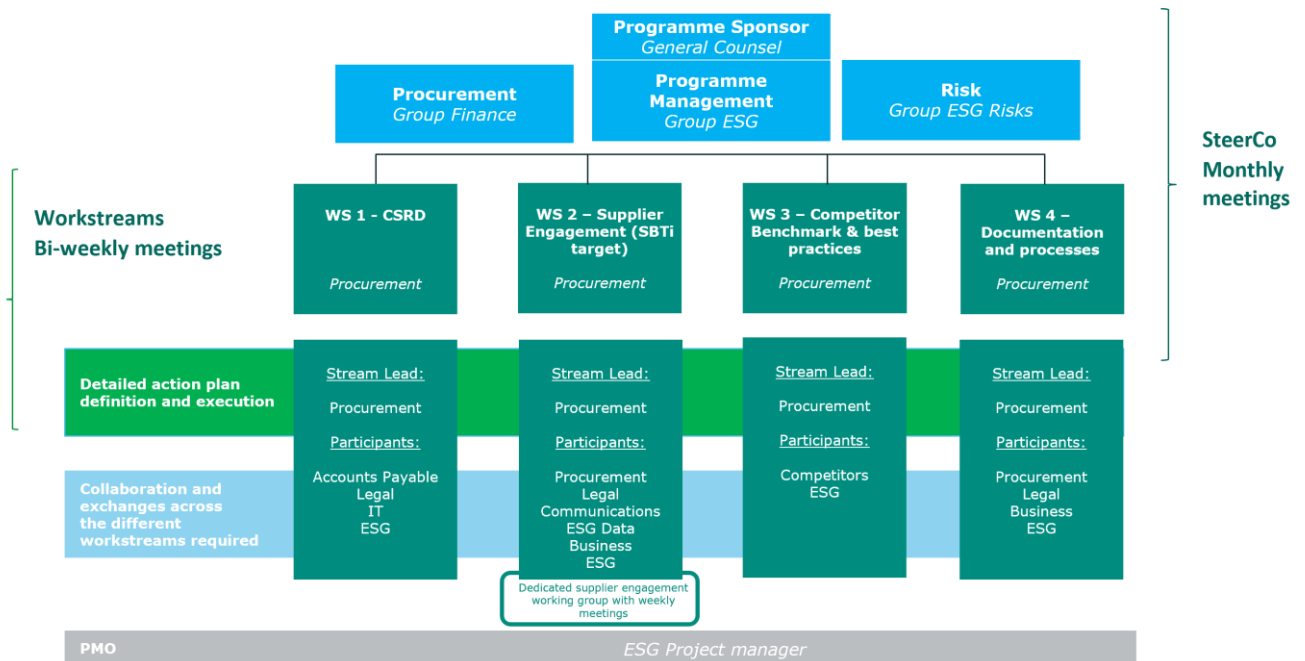 Programme Sponsor
General Counsel
Procurement
Group Finance
Programme
Management
Group ESG
Risk
Group ESG Risks
SteerCo
Monthly
meetings
Workstreams
Bi-weekly meetings
WS 1 - CSRD
Procurement
WS 2 – Supplier
Engagement (SBTi
target)
Procurement
WS 3 – Competitor
Benchmark & best
practices
Procurement
WS 4 –
Documentation
and processes
Procurement
Detailed action plan
definition and execution
Collaboration and
exchanges across
the different
workstreams required
Stream Lead:
Procurement
Participants:
Accounts Payable
Legal
IT
ESG
Stream Lead:
Procurement
Participants:
Procurement
Legal
Communications
ESG Data
Business
ESG
Dedicated supplier engagement
working group with weekly
meetings
Stream Lead:
Procurement
Participants:
Competitors
ESG
Stream Lead:
Procurement
Participants:
Procurement
Legal
Business
ESG
PMO
ESG Project manager